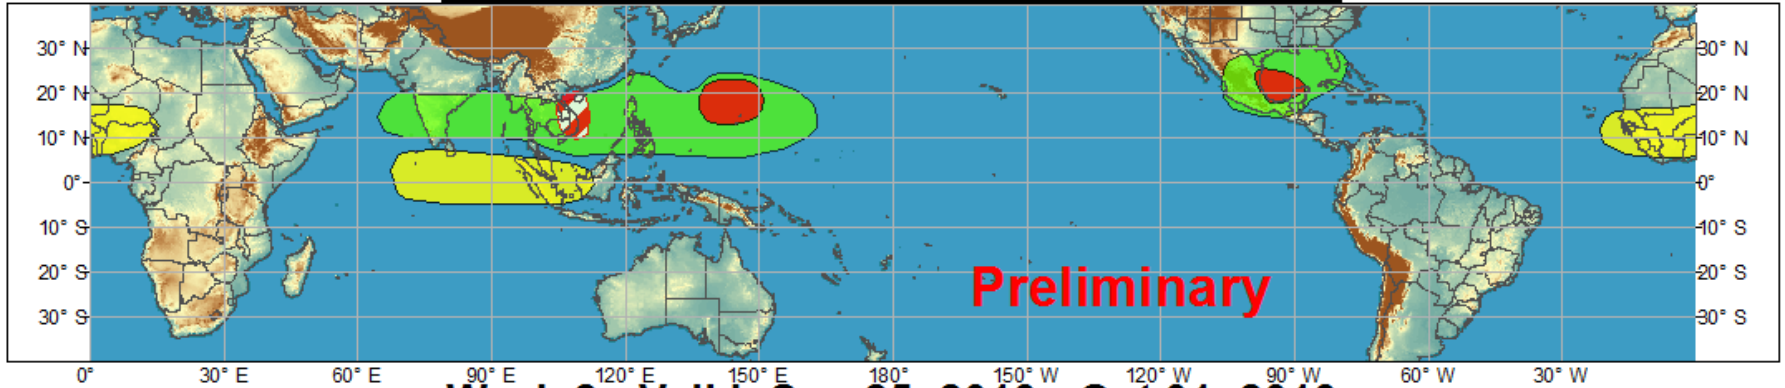 30° N 30° N
20° N 20° N
10° N 10° N
0° 0°
10° S 10° S
20° S Preliminary 20° S
30° S 30° S
0° 30° E 60° E 90° E 120° E 150° E 180° 150° W 120° W 90° W 60° W 30° W